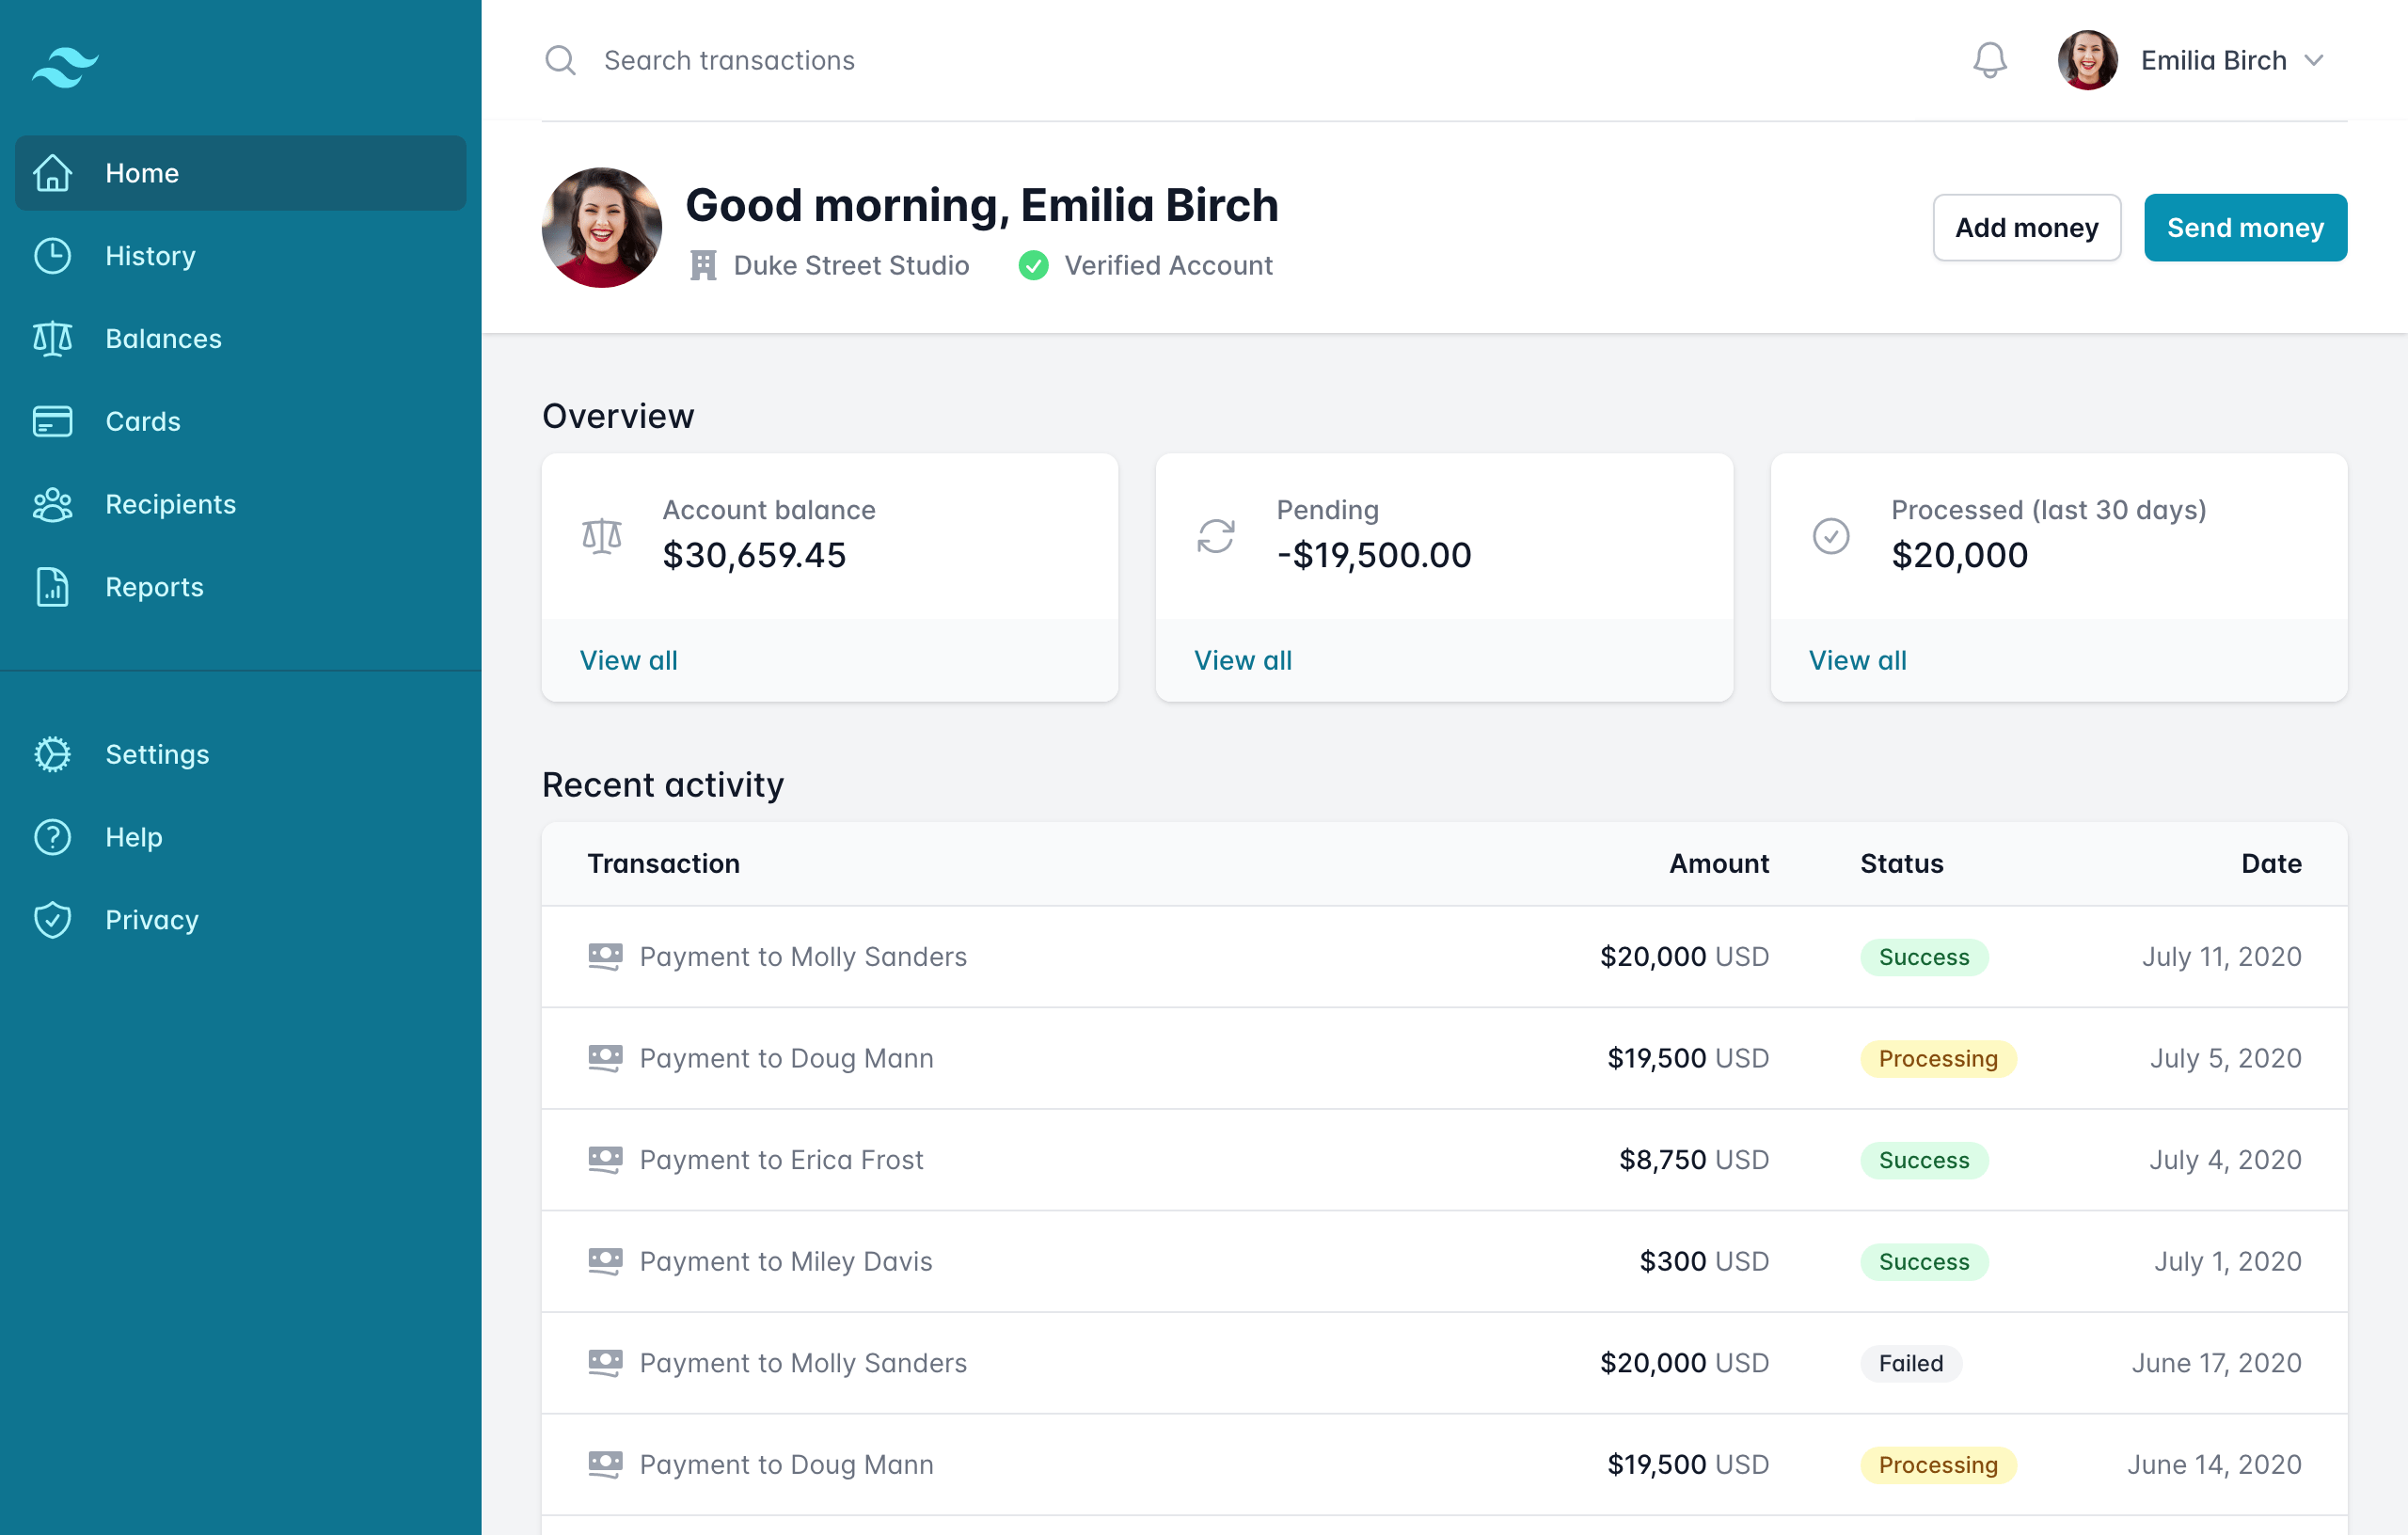 Search transactions
Emilia Birch
Home
History
Balances
Cards
Recipients
Reports
Settings
Help
Privacy
Good morning, Emilia Birch
Duke Street Studio Verified Account
Add money Send money
Overview
Account balance
$30,659.45
View all
Pending
-$19,500.00
View all
Processed (last 30 days)
$20,000
View all
Recent activity
Transaction Amount Status Date
Payment to Molly Sanders $20,000 USD Success July 11, 2020
Payment to Doug Mann $19,500 USD Processing July 5, 2020
Payment to Erica Frost $8,750 USD Success July 4, 2020
Payment to Miley Davis $300 USD Success July 1, 2020
Payment to Molly Sanders $20,000 USD Failed June 17, 2020
Payment to Doug Mann $19,500 USD Processing June 14, 2020